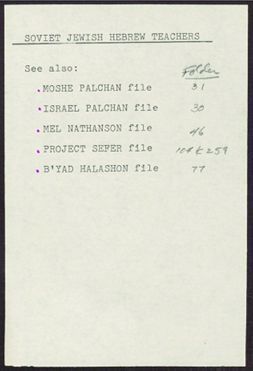 SOVIET JEWISH HEBREW TEACHERS
See also: Folder
MOSHE PALCHAN file 31
ISRAEL PALCHAN file 30
MEL NATHANSON file 46
PROJECT SEFER file 104 & 259
B'YAD HALASHON file 77